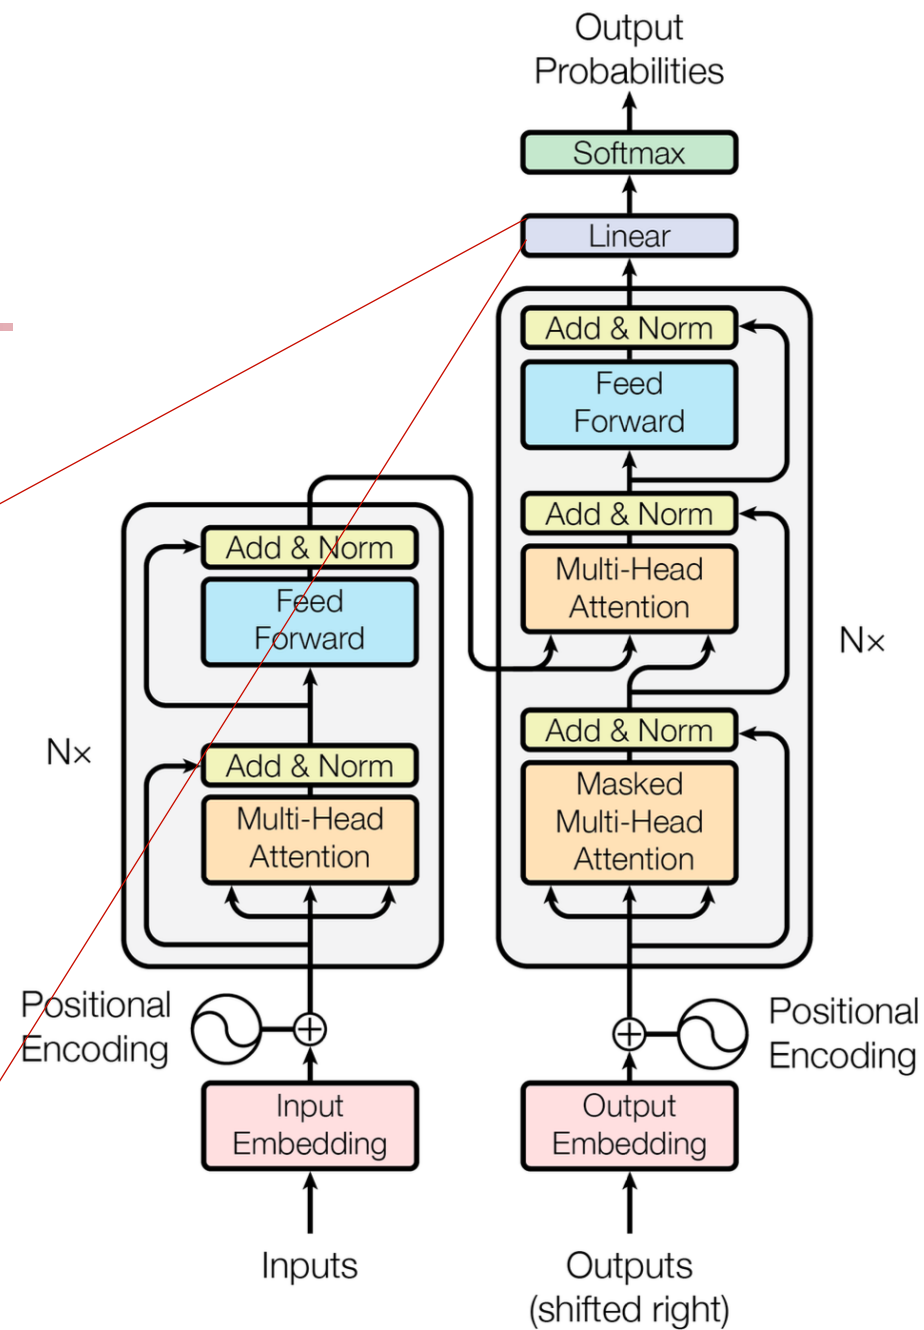 Output
Probabilities
Softmax
Linear
Add & Norm
Feed
Forward
Add & Norm
Multi-Head
Attention
Nx
Add & Norm
Masked
Multi-Head
Attention
Add & Norm
Feed
Forward
Nx
Add & Norm
Multi-Head
Attention
Positional
Encoding
Positional
Encoding
Input
Embedding
Output
Embedding
Inputs
Outputs
(shifted right)